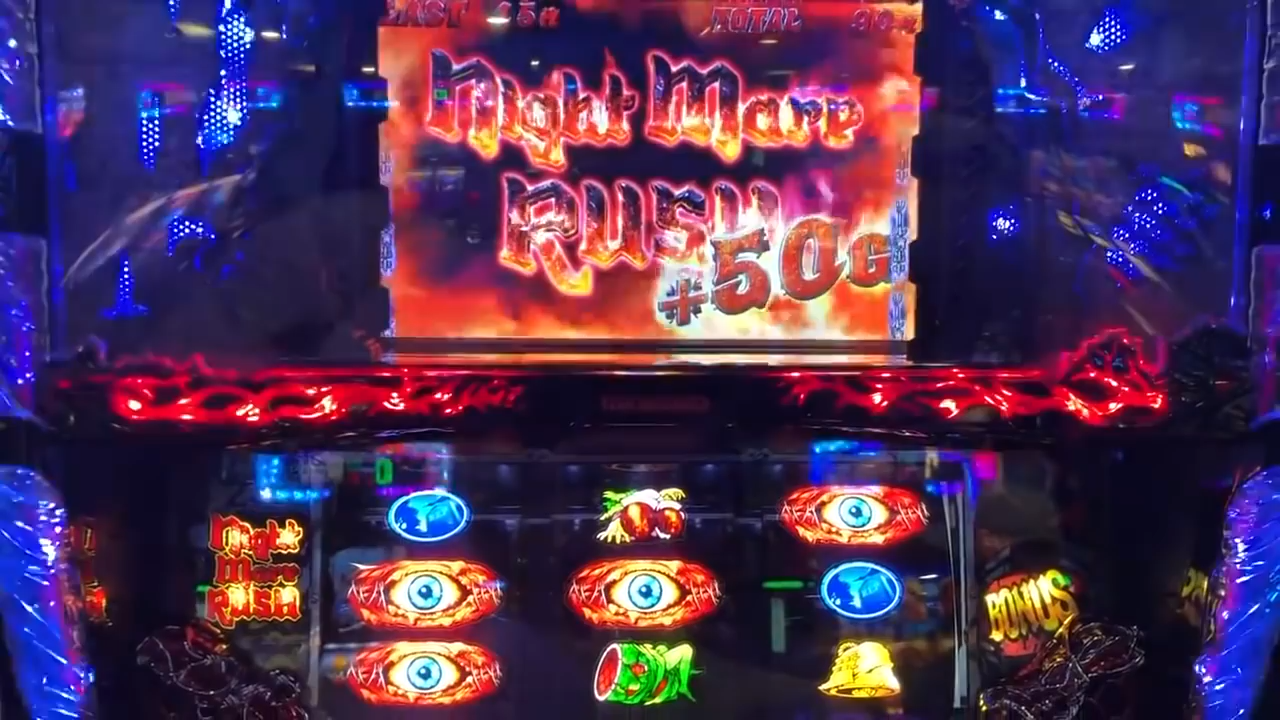 LAST
TOTAL
Night Mare
RUSH
+50G
Night
Mare
RUSH
BONUS